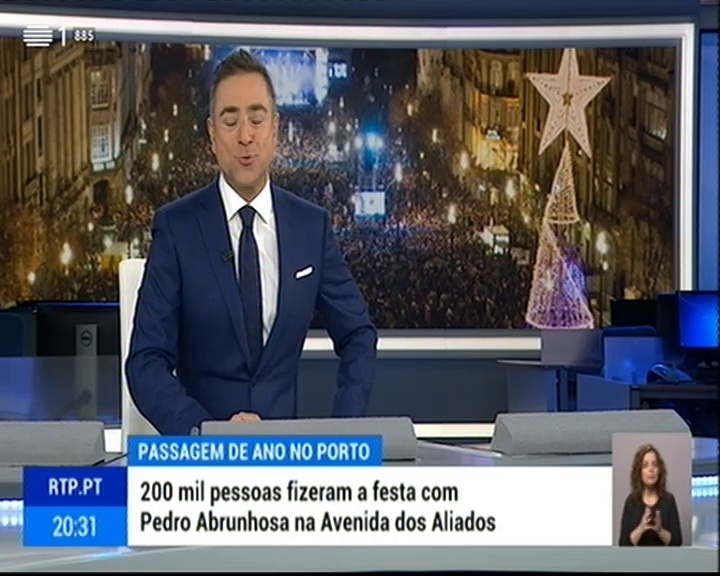 1 885
PASSAGEM DE ANO NO PORTO
RTP.PT
200 mil pessoas fizeram a festa com
20:31
Pedro Abrunhosa na Avenida dos Aliados